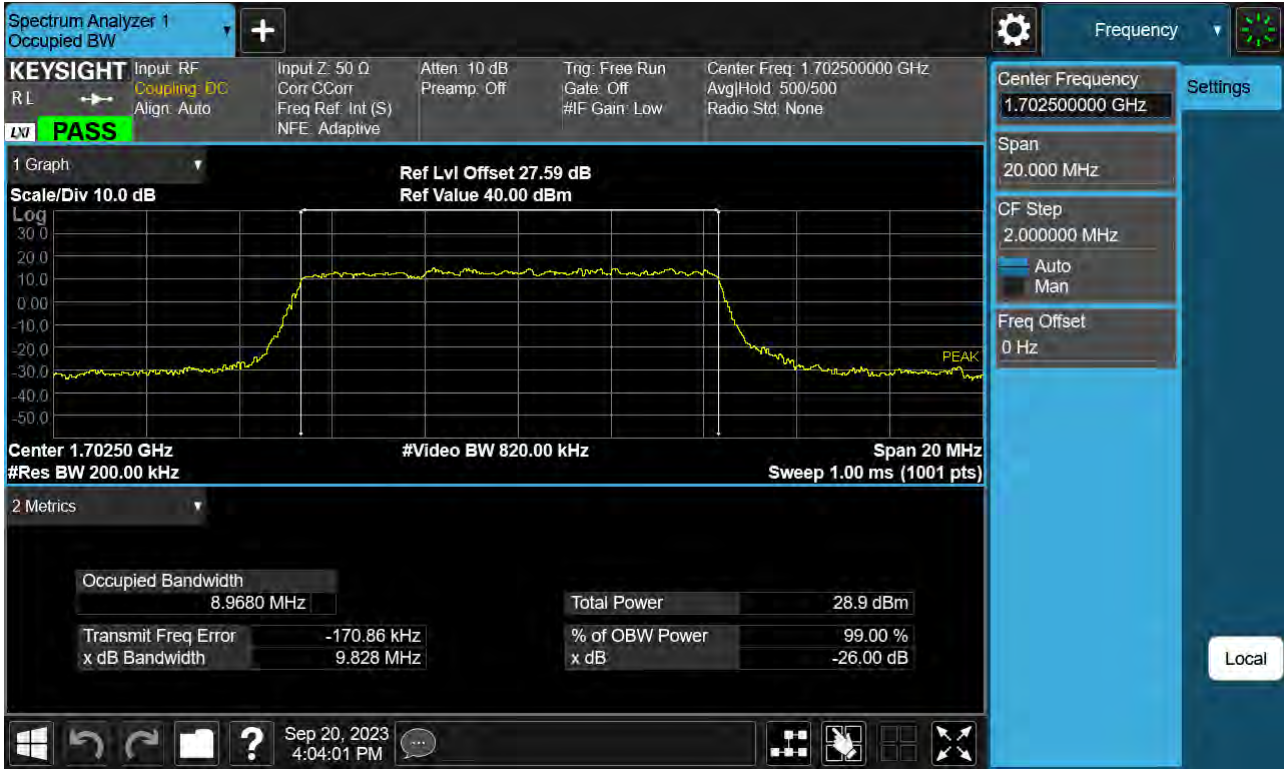 Spectrum Analyzer 1
Occupied BW
Frequency
KEYSIGHT
R L
LXI PASS
Input: RF
Coupling: DC
Align: Auto
Input Z: 50 Ω
Corr CCorr
Freq Ref: Int (S)
NFE: Adaptive
Atten: 10 dB
Preamp: Off
Trig: Free Run
Gate: Off
#IF Gain: Low
Center Freq: 1.702500000 GHz
Avg|Hold: 500/500
Radio Std: None
Center Frequency
1.702500000 GHz
Settings
Span
20.000 MHz
CF Step
2.000000 MHz
Auto
Man
Freq Offset
0 Hz
1 Graph
Scale/Div 10.0 dB
Ref Lvl Offset 27.59 dB
Ref Value 40.00 dBm
Log
30.0
20.0
10.0
0.00
-10.0
-20.0
-30.0
-40.0
-50.0
PEAK
Center 1.70250 GHz #Video BW 820.00 kHz Span 20 MHz
#Res BW 200.00 kHz Sweep 1.00 ms (1001 pts)
2 Metrics
Occupied Bandwidth
8.9680 MHz
Total Power 28.9 dBm
Transmit Freq Error -170.86 kHz % of OBW Power 99.00 %
x dB Bandwidth 9.828 MHz x dB -26.00 dB
Local
Sep 20, 2023
4:04:01 PM